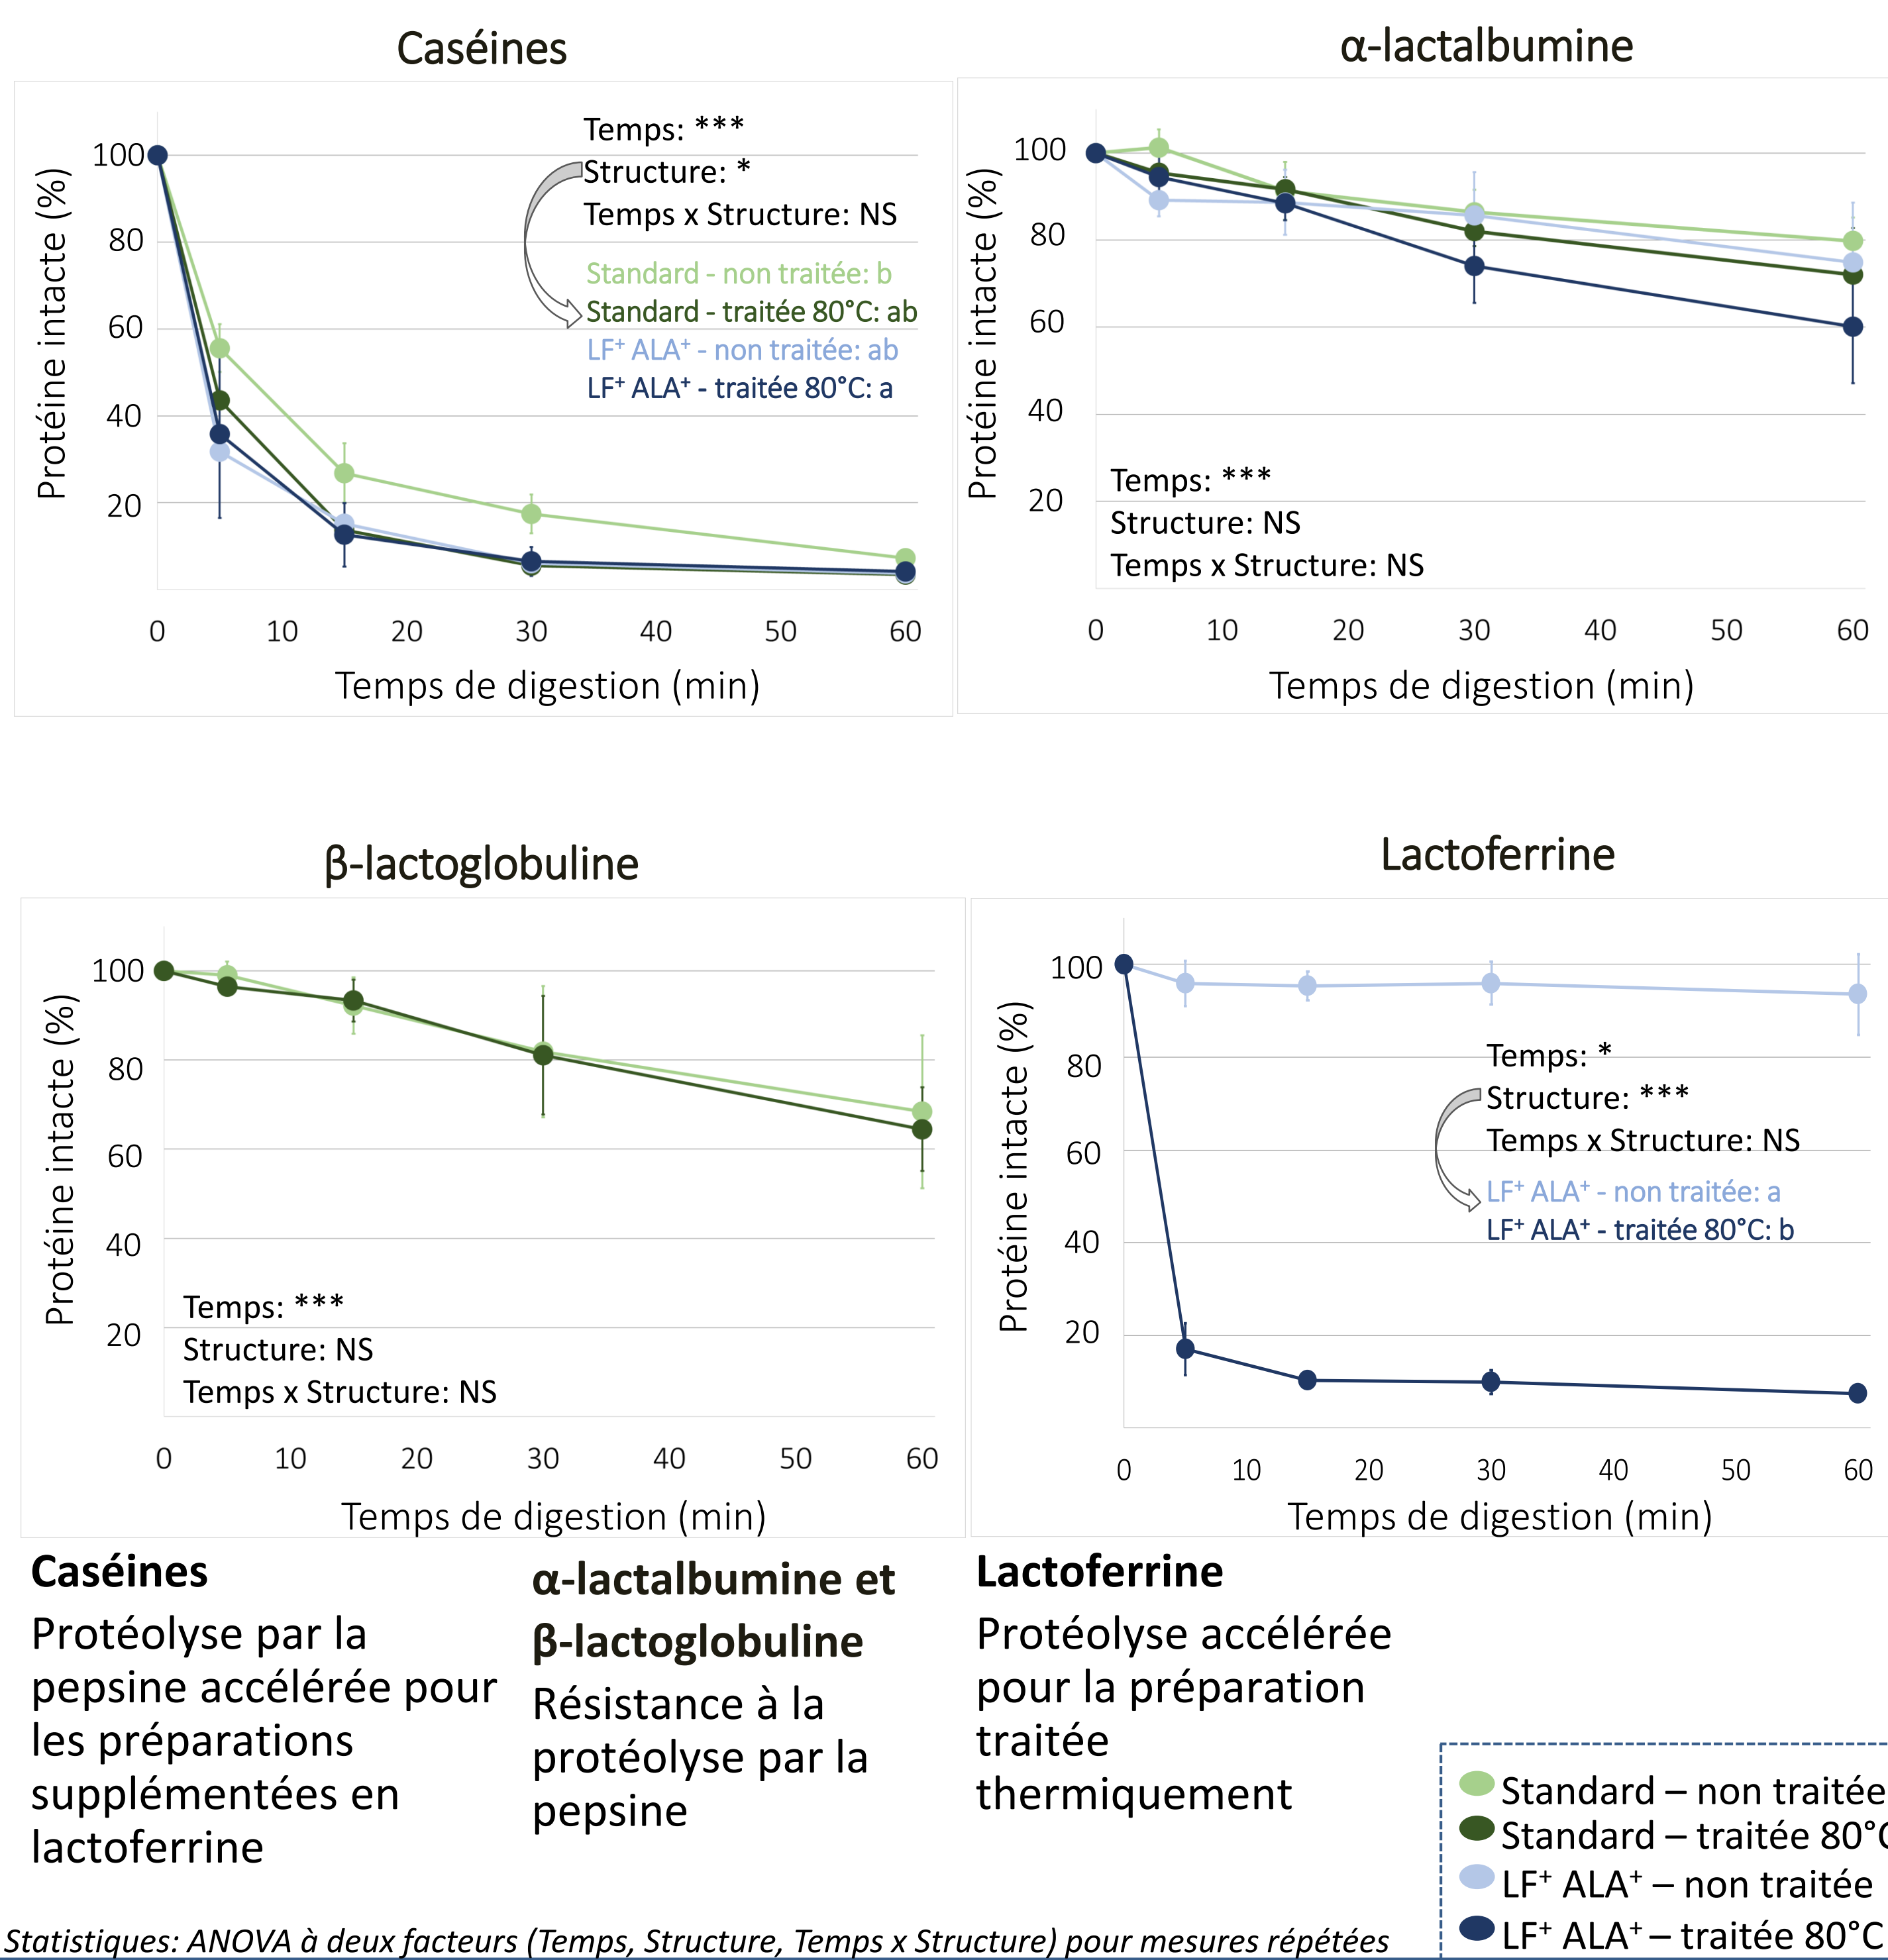 Caséines
Protéine intacte (%)
100
80
60
40
20
0 10 20 30 40 50 60
Temps de digestion (min)
Temps: ***
Structure: *
Temps x Structure: NS
Standard - non traitée: b
Standard - traitée 80°C: ab
LF⁺ ALA⁺ - non traitée: ab
LF⁺ ALA⁺ - traitée 80°C: a
α-lactalbumine
Protéine intacte (%)
100
80
60
40
20
Temps: ***
Structure: NS
Temps x Structure: NS
0 10 20 30 40 50 60
Temps de digestion (min)
β-lactoglobuline
Protéine intacte (%)
100
80
60
40
20
Temps: ***
Structure: NS
Temps x Structure: NS
0 10 20 30 40 50 60
Temps de digestion (min)
Lactoferrine
Protéine intacte (%)
100
80
60
40
20
Temps: *
Structure: ***
Temps x Structure: NS
LF⁺ ALA⁺ - non traitée: a
LF⁺ ALA⁺ - traitée 80°C: b
0 10 20 30 40 50 60
Temps de digestion (min)
Caséines
Protéolyse par la
pepsine accélérée pour
les préparations
supplémentées en
lactoferrine
α-lactalbumine et
β-lactoglobuline
Résistance à la
protéolyse par la
pepsine
Lactoferrine
Protéolyse accélérée
pour la préparation
traitée
thermiquement
Standard – non traitée
Standard – traitée 80°C
LF⁺ ALA⁺ – non traitée
LF⁺ ALA⁺ – traitée 80°C
Statistiques: ANOVA à deux facteurs (Temps, Structure, Temps x Structure) pour mesures répétées